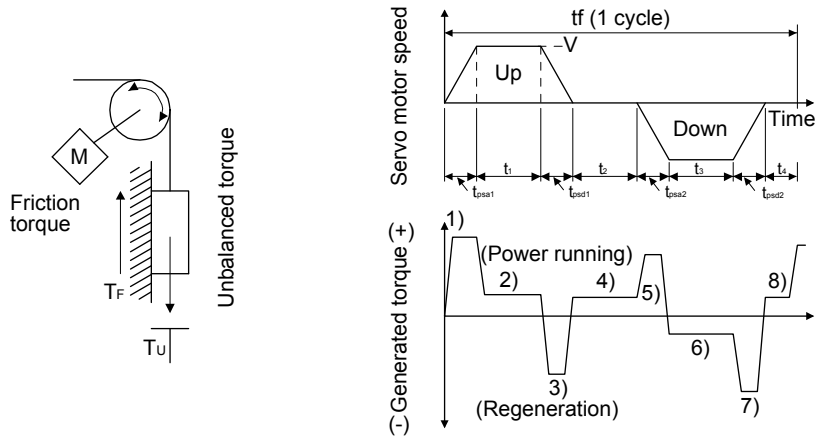 M
Friction
torque
TF
TU
Unbalanced torque
Servo motor speed
tf (1 cycle)
V
Up
Down
Time
tpsa1
t1
tpsd1
t2
tpsa2
t3
tpsd2
t4
(-) Generated torque (+)
1)
(Power running)
2)
4)
8)
5)
6)
3)
7)
(Regeneration)